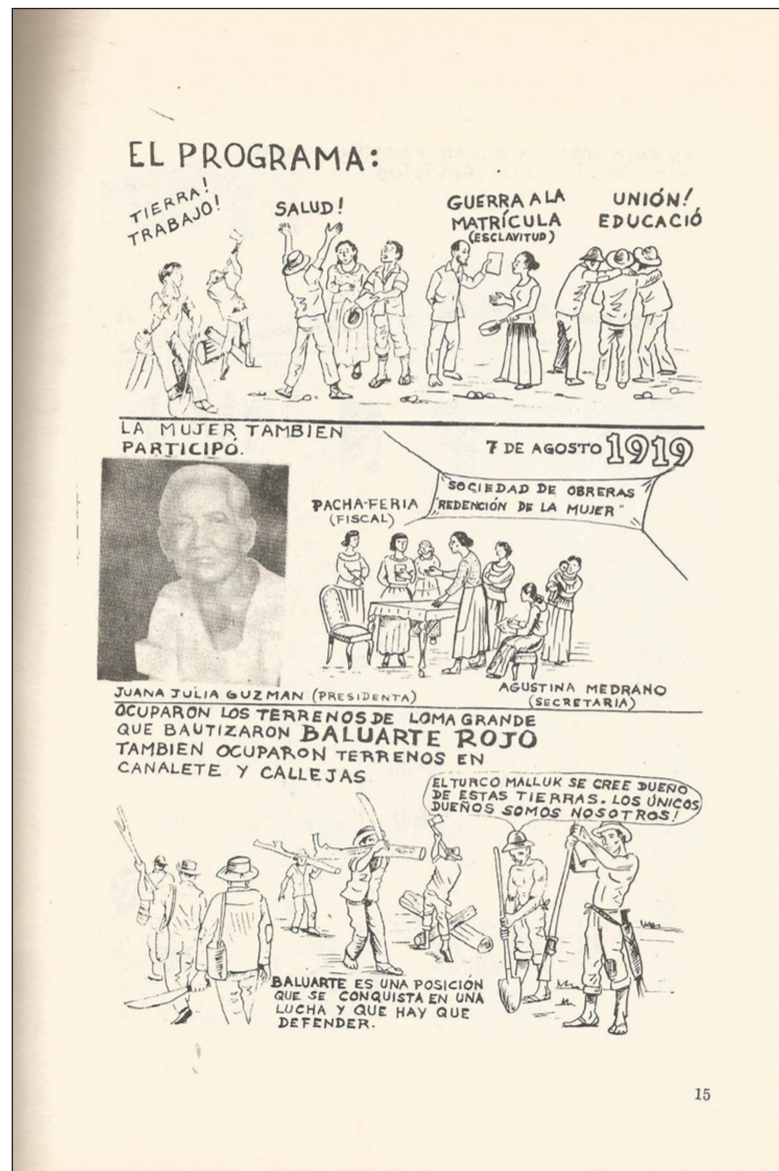 EL PROGRAMA:
TIERRA!
TRABAJO!
SALUD!
GUERRA A LA
MATRÍCULA
(ESCLAVITUD)
UNIÓN!
EDUCACIÓ
LA MUJER TAMBIEN
PARTICIPÓ.
7 DE AGOSTO 1919
SOCIEDAD DE OBRERAS
"REDENCIÓN DE LA MUJER"
PACHA-FERIA
(FISCAL)
JUANA JULIA GUZMAN (PRESIDENTA)
AGUSTINA MEDRANO
(SECRETARIA)
OCUPARON LOS TERRENOS DE LOMA GRANDE
QUE BAUTIZARON BALUARTE ROJO
TAMBIEN OCUPARON TERRENOS EN
CANALETE Y CALLEJAS
EL TURCO MALLUK SE CREE DUEÑO
DE ESTAS TIERRAS. LOS ÚNICOS
DUEÑOS SOMOS NOSOTROS!
BALUARTE ES UNA POSICIÓN
QUE SE CONQUISTA EN UNA
LUCHA Y QUE HAY QUE
DEFENDER.
15